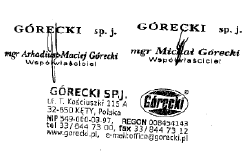 GÓRECKI sp. j.
mgr Arkadiusz Maciej Górecki
Współwłaściciel
GÓRECKI sp. j.
mgr Michał Górecki
Współwłaściciel
GÓRECKI SP.J.
ul. T. Kościuszki 115 A
32-650 KĘTY, Polska
NIP 549-000-03-97, REGON 008454143
tel 33/844 73 00, fax 33/844 73 12
www.gorecki.pl, e-mail:office@gorecki.pl
Górecki